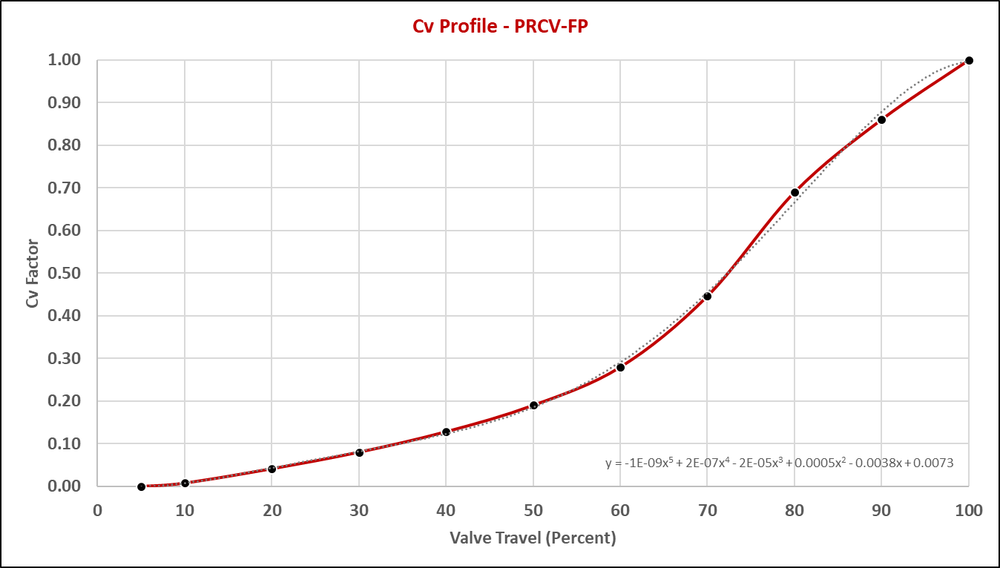 Cv Profile - PRCV-FP
1.00
0.90
0.80
0.70
0.60
0.50
0.40
0.30
0.20
0.10
0.00
Cv Factor
y = -1E-09x⁵ + 2E-07x⁴ - 2E-05x³ + 0.0005x² - 0.0038x + 0.0073
0 10 20 30 40 50 60 70 80 90 100
Valve Travel (Percent)